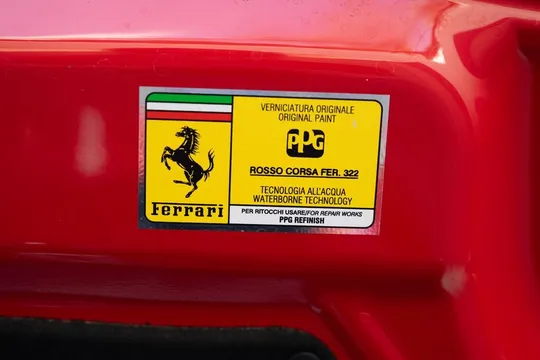 Ferrari
VERNICIATURA ORIGINALE
ORIGINAL PAINT
PPG
ROSSO CORSA FER. 322
TECNOLOGIA ALL'ACQUA
WATERBORNE TECHNOLOGY
PER RITOCCHI USARE/FOR REPAIR WORKS
PPG REFINISH